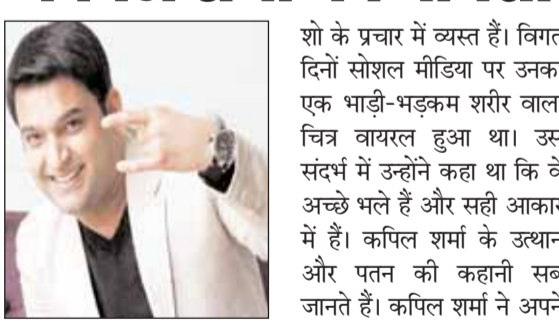 शो के प्रचार में व्यस्त हैं। विगत
दिनों सोशल मीडिया पर उनका
एक भाड़ी-भड़कम शरीर वाला
चित्र वायरल हुआ था। उस
संदर्भ में उन्होंने कहा था कि वे
अच्छे भले हैं और सही आकार
में हैं। कपिल शर्मा के उत्थान
और पतन की कहानी सब
जानते हैं। कपिल शर्मा ने अपने